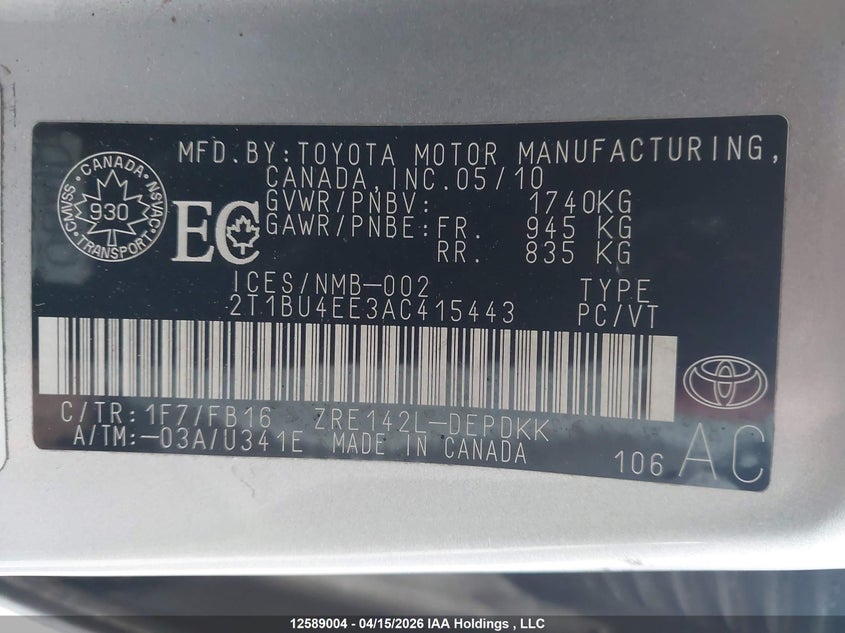 MFD.BY:TOYOTA MOTOR MANUFACTURING,
CANADA,INC.05/10
GVWR/PNBV: 1740KG
GAWR/PNBE:FR. 945 KG
RR. 835 KG
CANADA
CMVSS
930
NSVAC
TRANSPORT
EC
ICES/NMB-002 TYPE
2T1BU4EE3AC415443 PC/VT
C/TR:1F7/FB16 ZRE142L-DEPDKK
A/TM:-03A/U341E MADE IN CANADA
106 AC
12589004 - 04/15/2026 IAA Holdings , LLC